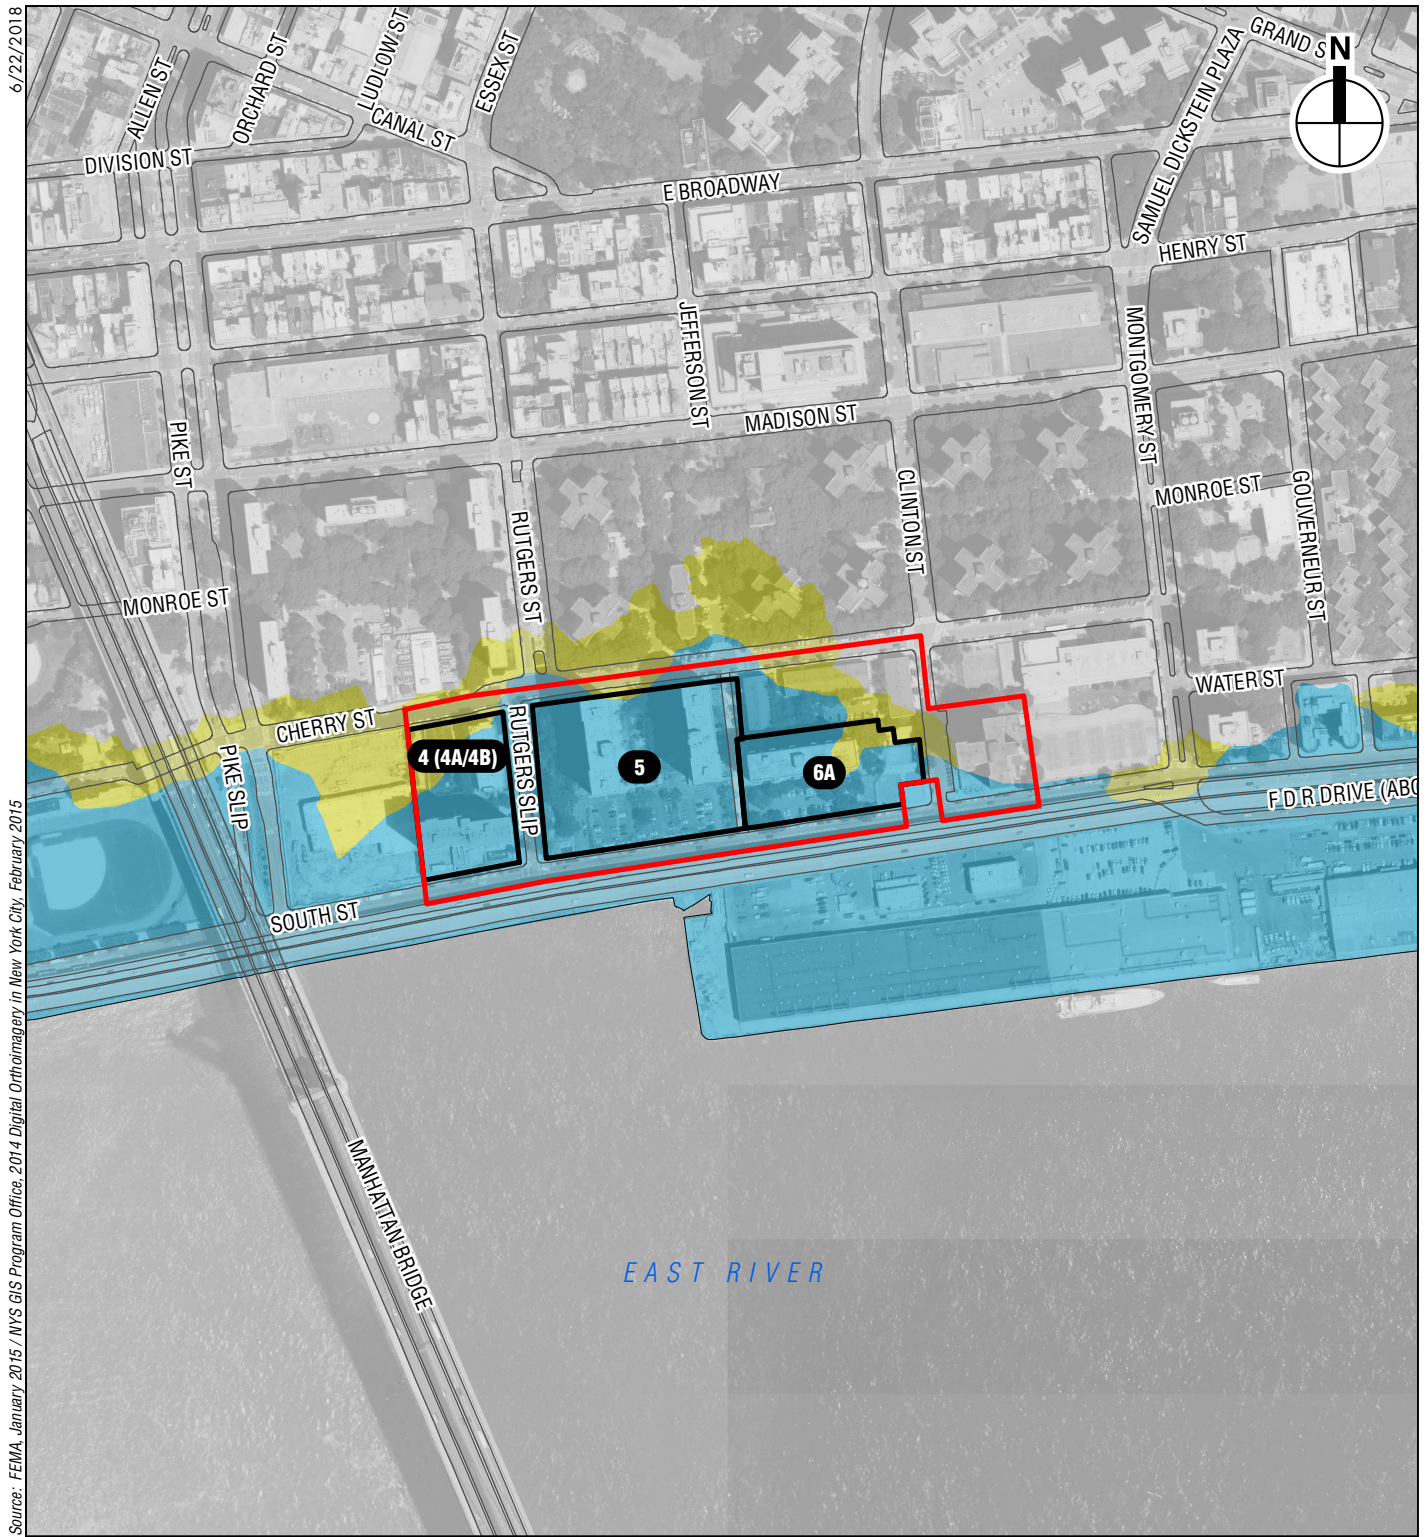 6/22/2018
GRAND S
N
ALLEN ST
ORCHARD ST
LUDLOW ST
ESSEX ST
CANAL ST
SAMUEL DICKSTEIN PLAZA
DIVISION ST
E BROADWAY
HENRY ST
JEFFERSON ST
MONTGOMERY ST
MADISON ST
PIKE ST
CLINTON ST
MONROE ST
GOUVERNEUR ST
RUTGERS ST
MONROE ST
WATER ST
CHERRY ST
RUTGERS SLIP
PIKE SLIP
4 (4A/4B)
5
6A
F D R DRIVE (ABO
SOUTH ST
MANHATTAN BRIDGE
EAST RIVER
Source: FEMA, January 2015 / NYS GIS Program Office, 2014 Digital Orthoimagery in New York City, February 2015